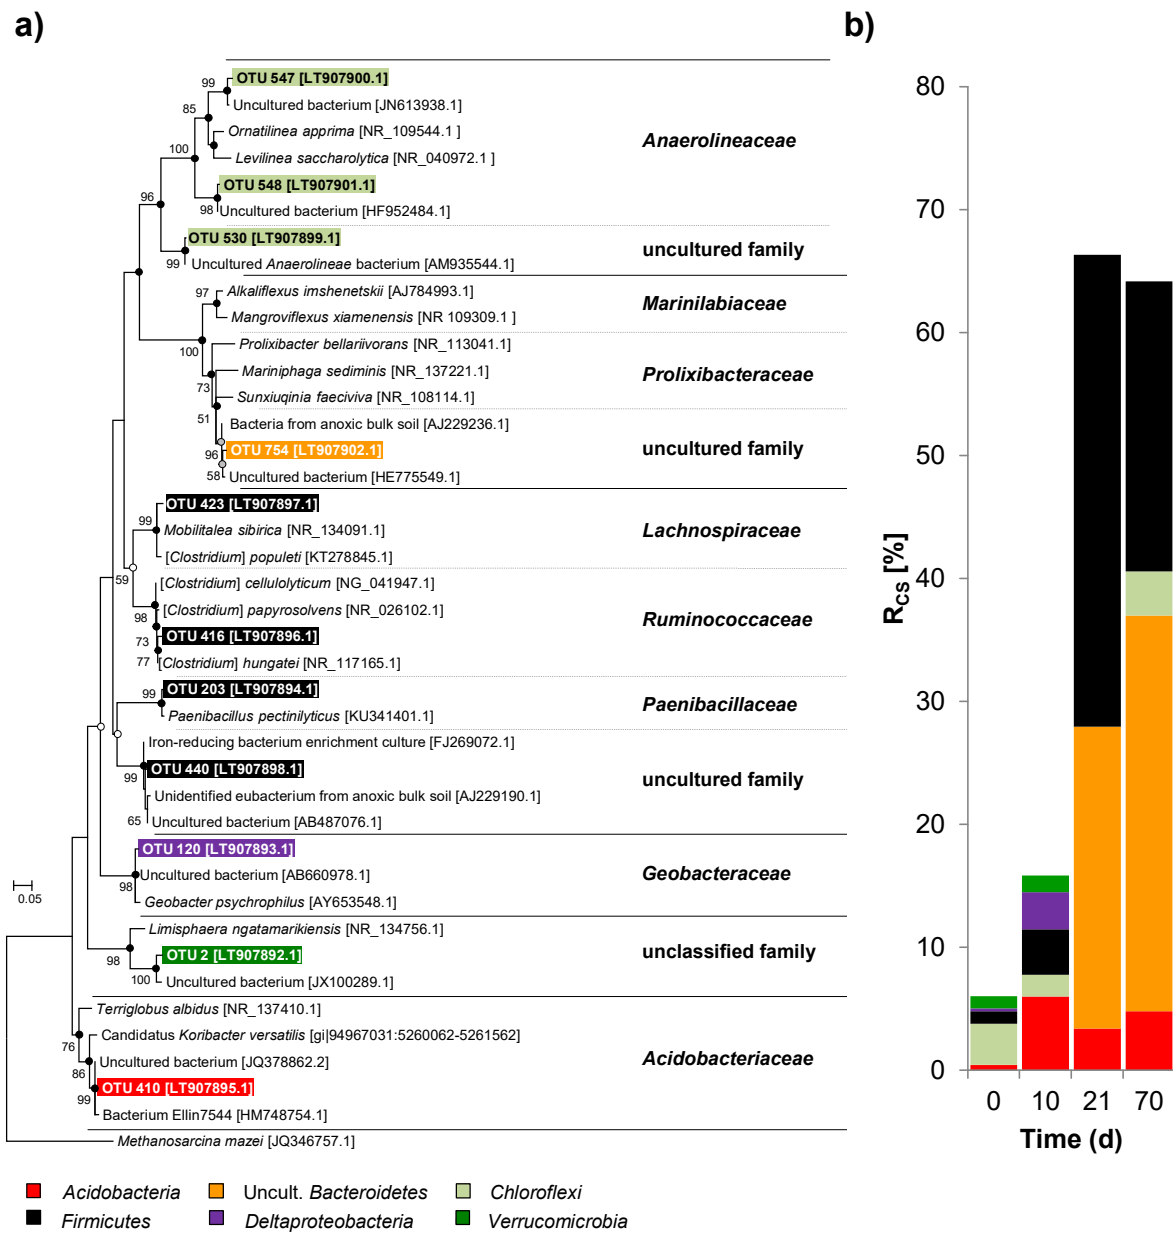 a)
99
OTU 547 [LT907900.1]
Uncultured bacterium [JN613938.1]
85
Ornatilinea apprima [NR_109544.1 ]
Levilinea saccharolytica [NR_040972.1 ]
Anaerolineaceae
100
OTU 548 [LT907901.1]
98
Uncultured bacterium [HF952484.1]
96
OTU 530 [LT907899.1]
uncultured family
99
Uncultured Anaerolineae bacterium [AM935544.1]
97
Alkaliflexus imshenetskii [AJ784993.1]
Marinilabiaceae
Mangroviflexus xiamenensis [NR 109309.1 ]
100
Prolixibacter bellariivorans [NR_113041.1]
Mariniphaga sediminis [NR_137221.1]
Prolixibacteraceae
73
Sunxiuqinia faeciviva [NR_108114.1]
51
Bacteria from anoxic bulk soil [AJ229236.1]
96
OTU 754 [LT907902.1]
uncultured family
58
Uncultured bacterium [HE775549.1]
OTU 423 [LT907897.1]
99
Mobilitalea sibirica [NR_134091.1]
Lachnospiraceae
[Clostridium] populeti [KT278845.1]
59
[Clostridium] cellulolyticum [NG_041947.1]
98
[Clostridium] papyrosolvens [NR_026102.1]
Ruminococcaceae
73
OTU 416 [LT907896.1]
77
[Clostridium] hungatei [NR_117165.1]
99
OTU 203 [LT907894.1]
Paenibacillaceae
Paenibacillus pectinilyticus [KU341401.1]
Iron-reducing bacterium enrichment culture [FJ269072.1]
99
OTU 440 [LT907898.1]
uncultured family
Unidentified eubacterium from anoxic bulk soil [AJ229190.1]
65
Uncultured bacterium [AB487076.1]
OTU 120 [LT907893.1]
98
Uncultured bacterium [AB660978.1]
Geobacteraceae
Geobacter psychrophilus [AY653548.1]
0.05
Limisphaera ngatamarikiensis [NR_134756.1]
98
OTU 2 [LT907892.1]
unclassified family
100
Uncultured bacterium [JX100289.1]
Terriglobus albidus [NR_137410.1]
76
Candidatus Koribacter versatilis [gi|94967031:5260062-5261562]
86
Uncultured bacterium [JQ378862.2]
Acidobacteriaceae
99
OTU 410 [LT907895.1]
Bacterium Ellin7544 [HM748754.1]
Methanosarcina mazei [JQ346757.1]
Acidobacteria
Uncult. Bacteroidetes
Chloroflexi
Firmicutes
Deltaproteobacteria
Verrucomicrobia
b)
80
70
60
50
40
30
20
10
0
RCS [%]
0 10 21 70
Time (d)